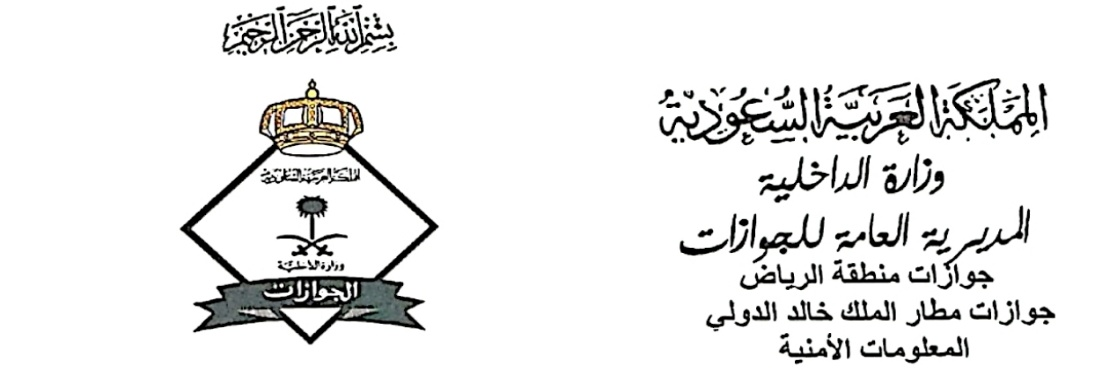 بسم الله الرحمن الرحيم
المملكة العربية السعودية
وزارة الداخلية
المديرية العامة للجوازات
جوازات منطقة الرياض
جوازات مطار الملك خالد الدولي
المعلومات الأمنية
المملكة العربية السعودية
وزارة الداخلية
الجوازات